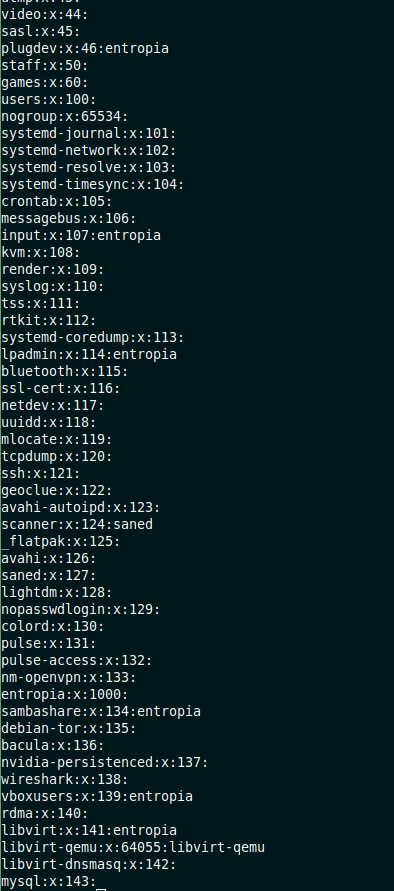 video:x:44:
sasl:x:45:
plugdev:x:46:entropia
staff:x:50:
games:x:60:
users:x:100:
nogroup:x:65534:
systemd-journal:x:101:
systemd-network:x:102:
systemd-resolve:x:103:
systemd-timesync:x:104:
crontab:x:105:
messagebus:x:106:
input:x:107:entropia
kvm:x:108:
render:x:109:
syslog:x:110:
tss:x:111:
rtkit:x:112:
systemd-coredump:x:113:
lpadmin:x:114:entropia
bluetooth:x:115:
ssl-cert:x:116:
netdev:x:117:
uuidd:x:118:
mlocate:x:119:
tcpdump:x:120:
ssh:x:121:
geoclue:x:122:
avahi-autoipd:x:123:
scanner:x:124:saned
_flatpak:x:125:
avahi:x:126:
saned:x:127:
lightdm:x:128:
nopasswdlogin:x:129:
colord:x:130:
pulse:x:131:
pulse-access:x:132:
nm-openvpn:x:133:
entropia:x:1000:
sambashare:x:134:entropia
debian-tor:x:135:
bacula:x:136:
nvidia-persistenced:x:137:
wireshark:x:138:
vboxusers:x:139:entropia
rdma:x:140:
libvirt:x:141:entropia
libvirt-qemu:x:64055:libvirt-qemu
libvirt-dnsmasq:x:142:
mysql:x:143: